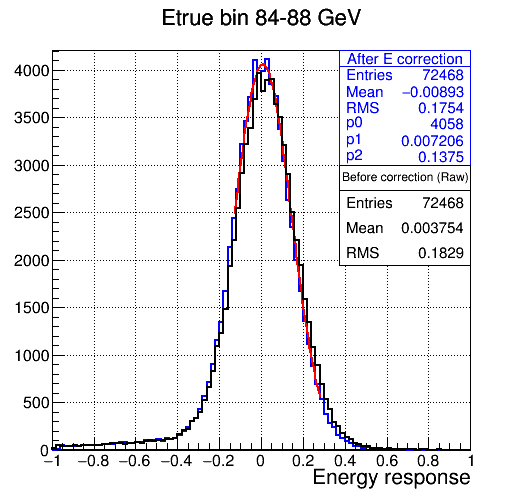 Etrue bin 84-88 GeV
After E correction
Entries 72468
Mean −0.00893
RMS 0.1754
p0 4058
p1 0.007206
p2 0.1375
Before correction (Raw)
Entries 72468
Mean 0.003754
RMS 0.1829
4000
3500
3000
2500
2000
1500
1000
500
0
−1 −0.8 −0.6 −0.4 −0.2 0 0.2 0.4 0.6 0.8 1
Energy response